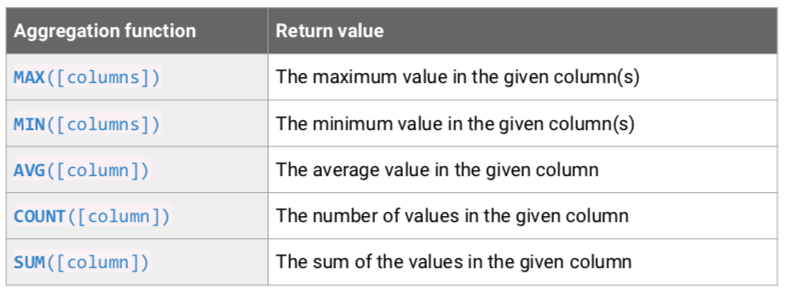 Aggregation function Return value
MAX([columns]) The maximum value in the given column(s)
MIN([columns]) The minimum value in the given column(s)
AVG([column]) The average value in the given column
COUNT([column]) The number of values in the given column
SUM([column]) The sum of the values in the given column